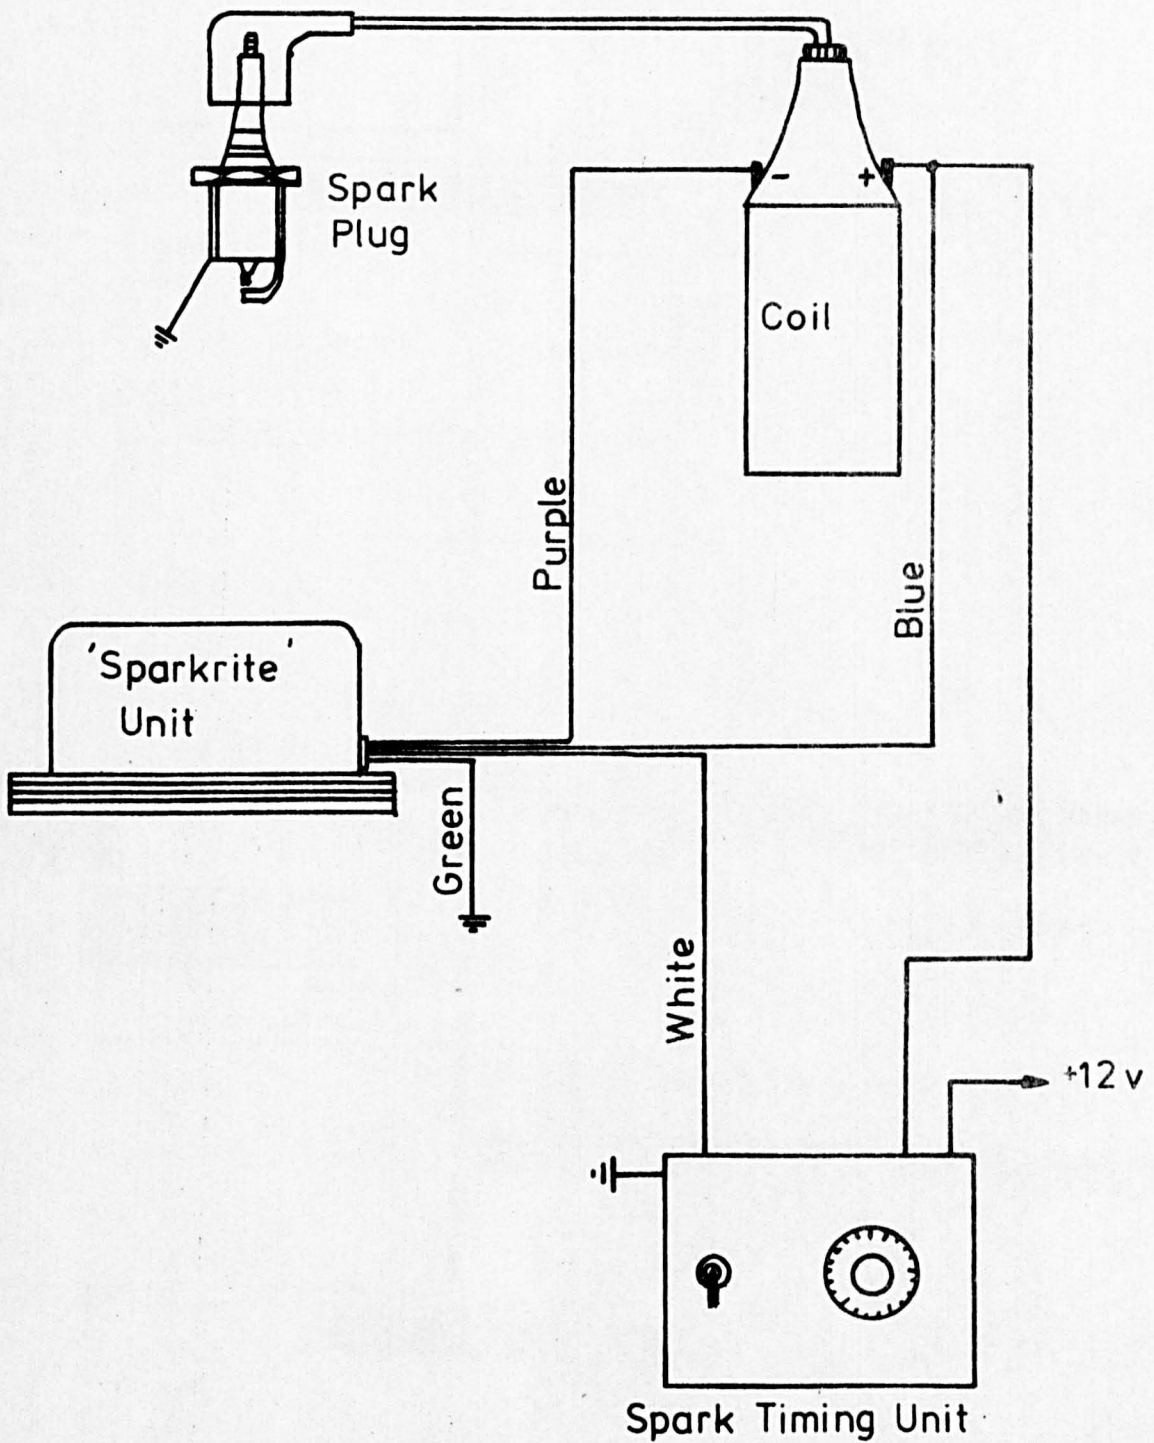 Spark
Plug
-
+
Coil
Purple
Blue
'Sparkrite'
Unit
Green
White
+12 v
Spark Timing Unit